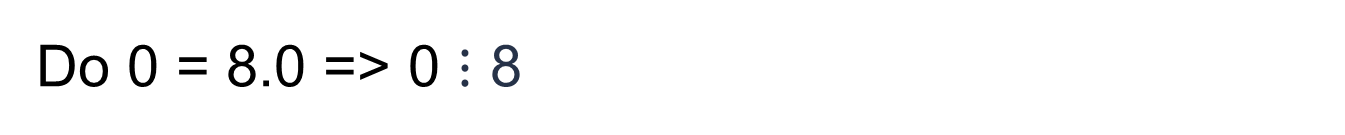 Do 0 = 8.0 => 0 ⋮ 8